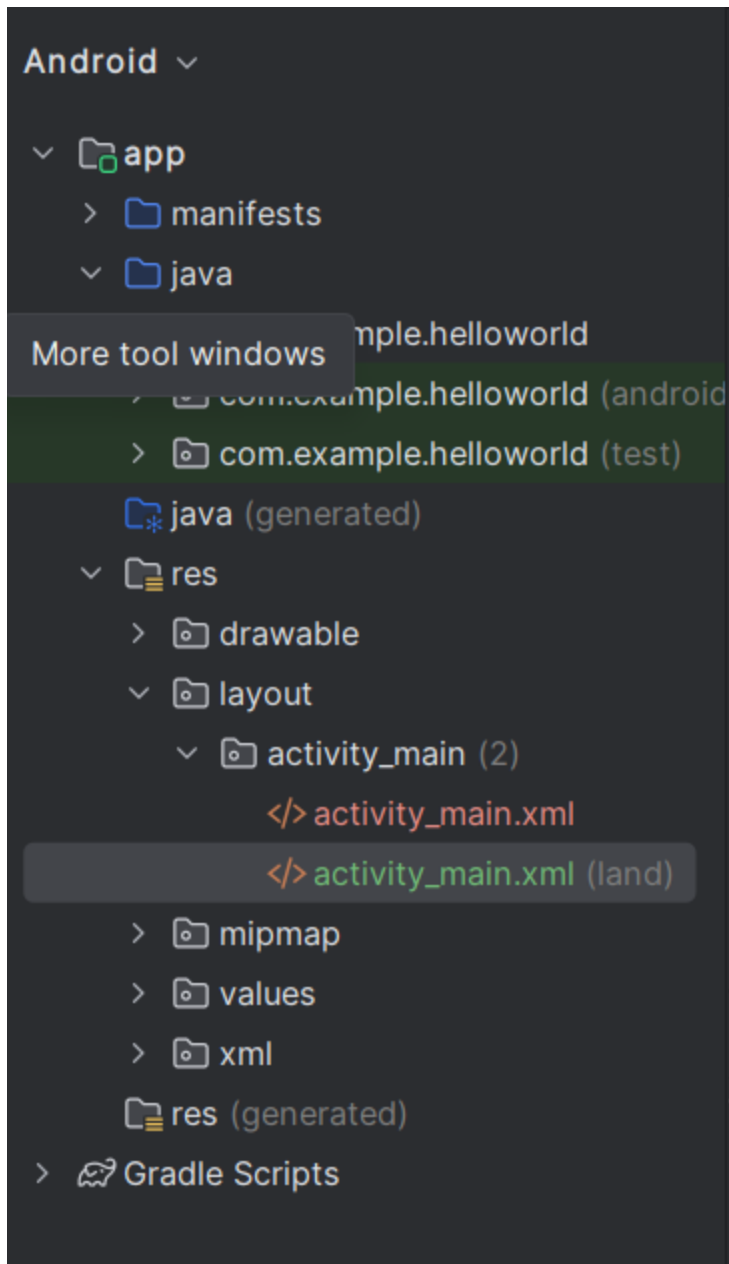 Android
app
manifests
java
mple.helloworld
More tool windows
com.example.helloworld (android
com.example.helloworld (test)
java (generated)
res
drawable
layout
activity_main (2)
</> activity_main.xml
</> activity_main.xml (land)
mipmap
values
xml
res (generated)
Gradle Scripts